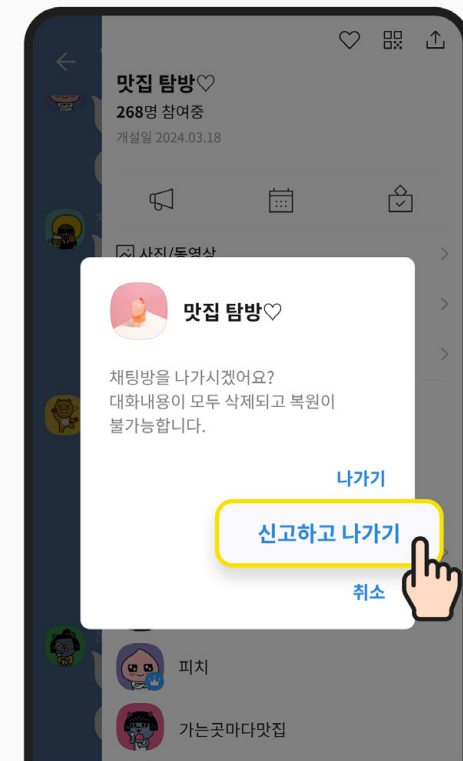 맛집 탐방♡
268명 참여중
개설일 2024.03.18
사진/동영상
맛집 탐방♡
채팅방을 나가시겠어요?
대화내용이 모두 삭제되고 복원이
불가능합니다.
나가기
신고하고 나가기
취소
피치
가는곳마다맛집